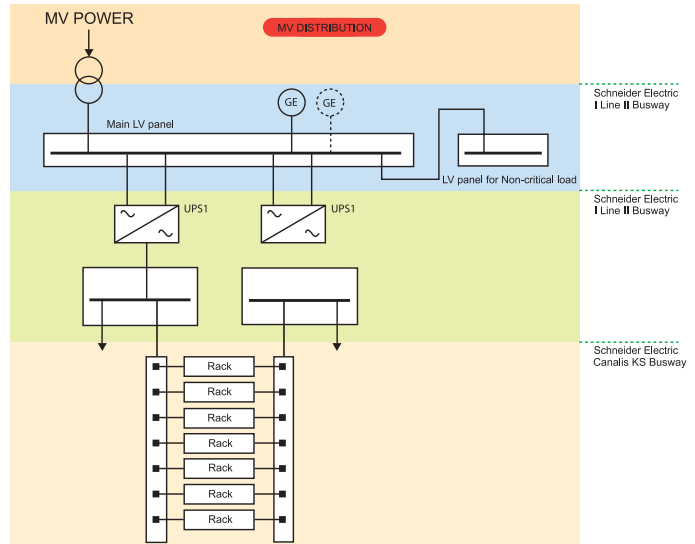 MV POWER
MV DISTRIBUTION
Schneider Electric
I Line II Busway
GE
GE
Main LV panel
LV panel for Non-critical load
Schneider Electric
I Line II Busway
UPS1
UPS1
Schneider Electric
Canalis KS Busway
Rack
Rack
Rack
Rack
Rack
Rack
Rack